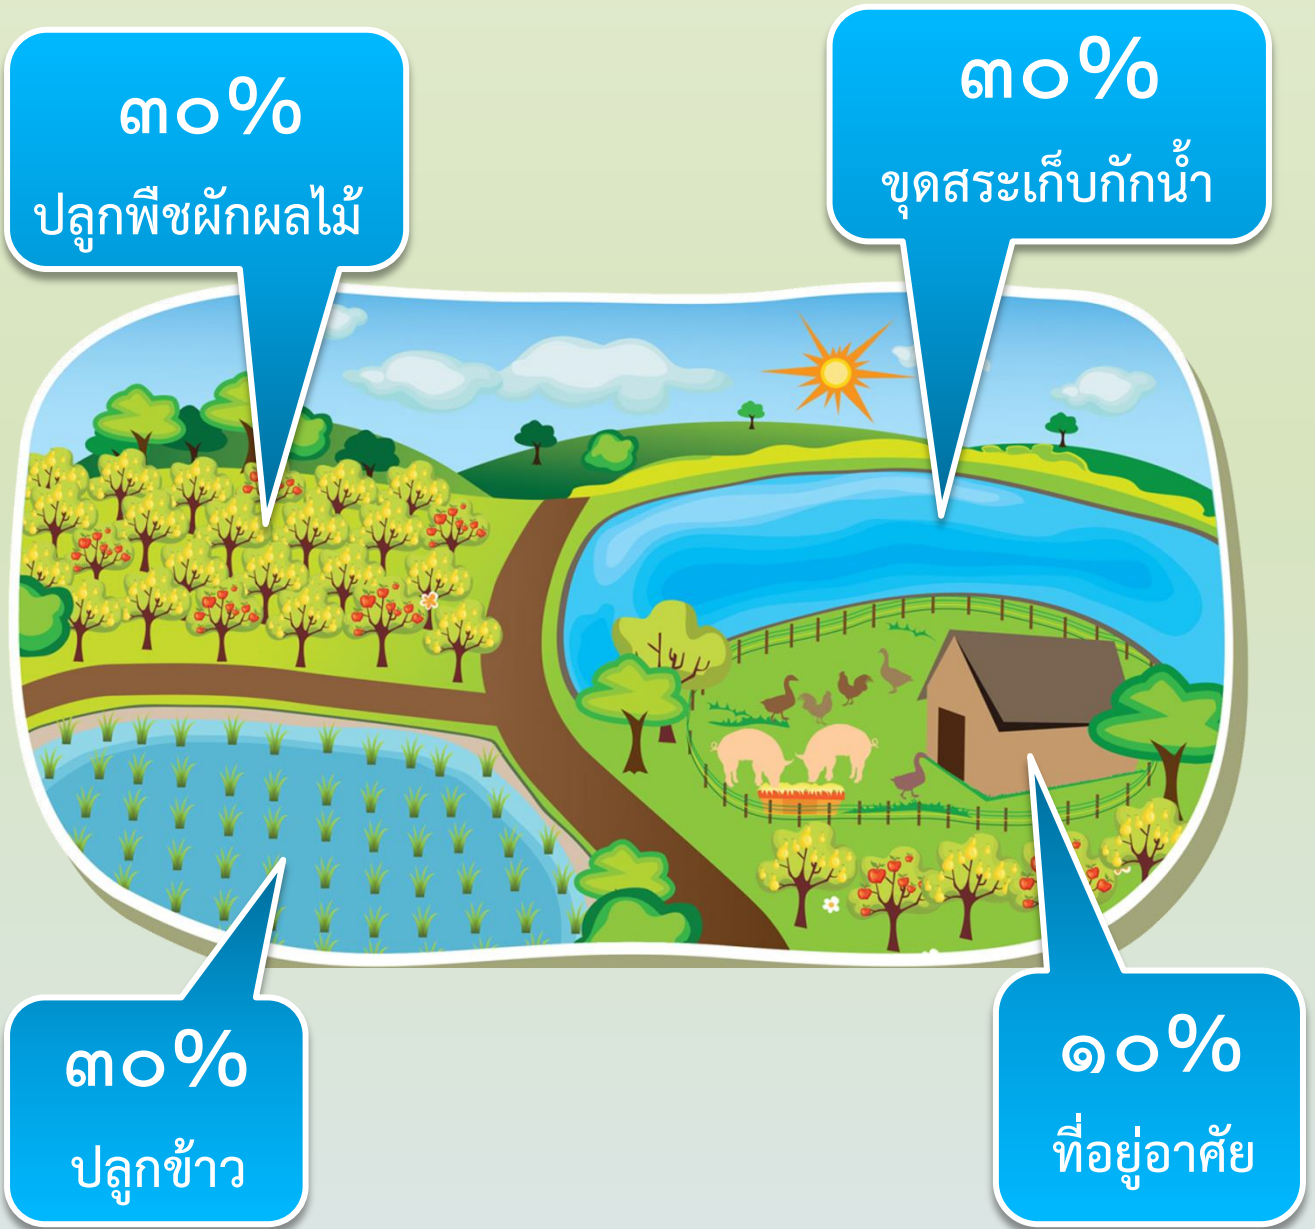 ๓๐%
ปลูกพืชผักผลไม้
๓๐%
ขุดสระเก็บกักน้ำ
๓๐%
ปลูกข้าว
๑๐%
ที่อยู่อาศัย